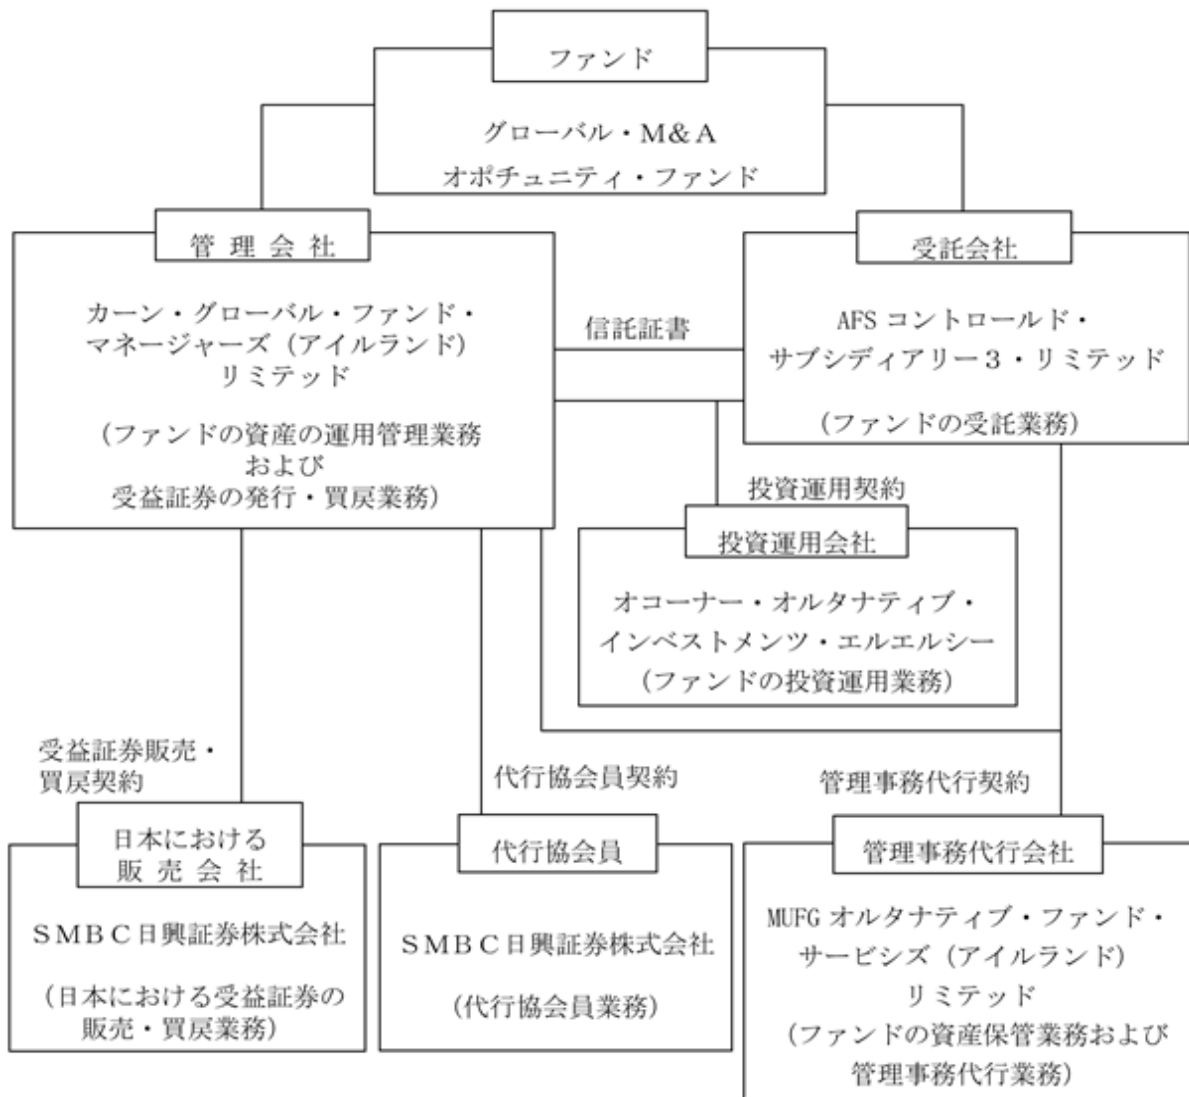 ファンド
グローバル・Ｍ＆Ａ
オポチュニティ・ファンド
管 理 会 社
カーン・グローバル・ファンド・
マネージャーズ（アイルランド）
リミテッド
（ファンドの資産の運用管理業務
および
受益証券の発行・買戻業務）
信託証書
受託会社
AFS コントロールド・
サブシディアリー３・リミテッド
（ファンドの受託業務）
投資運用契約
投資運用会社
オコーナー・オルタナティブ・
インベストメンツ・エルエルシー
（ファンドの投資運用業務）
受益証券販売・
買戻契約
日本における
販 売 会 社
ＳＭＢＣ日興証券株式会社
（日本における受益証券の
販売・買戻業務）
代行協会員契約
代行協会員
ＳＭＢＣ日興証券株式会社
（代行協会員業務）
管理事務代行契約
管理事務代行会社
MUFG オルタナティブ・ファンド・
サービシズ（アイルランド）
リミテッド
（ファンドの資産保管業務および
管理事務代行業務）